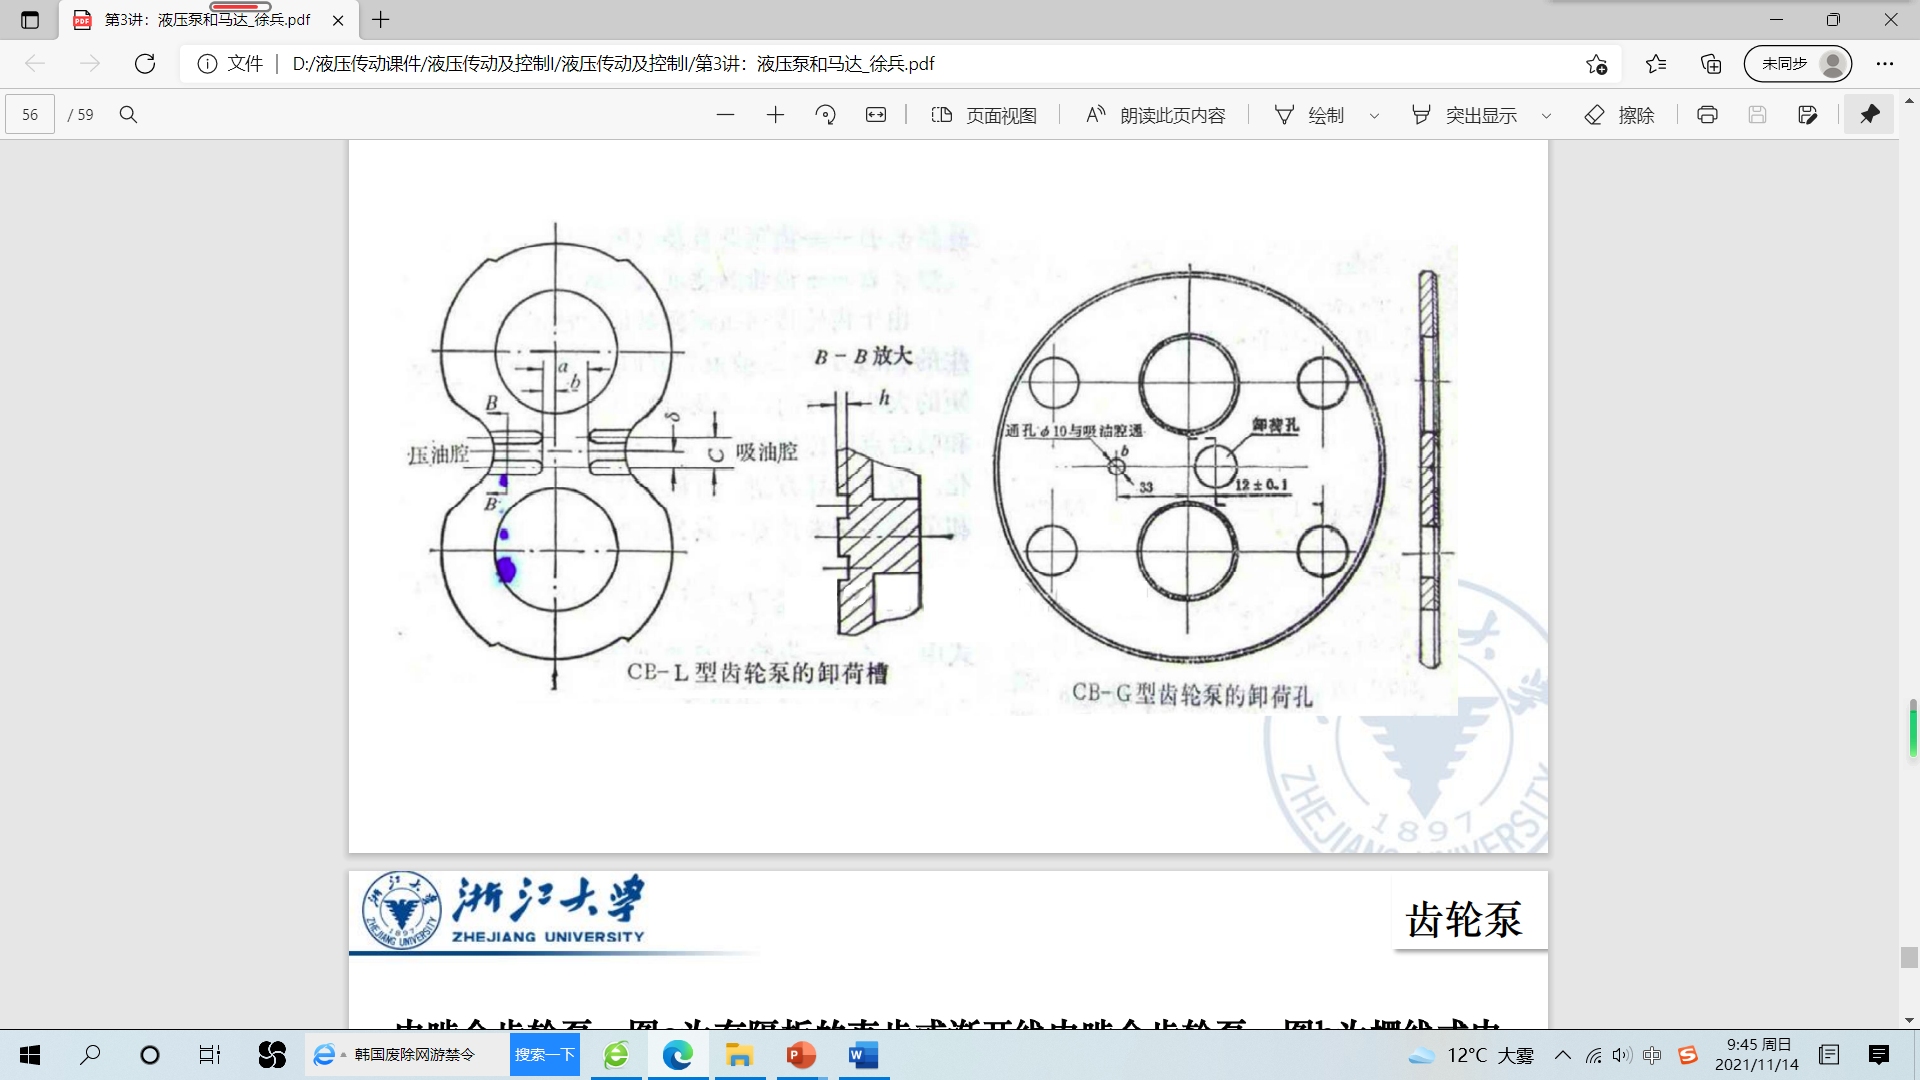 第3讲：液压泵和马达_徐兵.pdf
文件
D:/液压传动课件/液压传动及控制I/液压传动及控制I/第3讲：液压泵和马达_徐兵.pdf
未同步
56 / 59
页面视图
朗读此页内容
绘制
突出显示
擦除
a
b
B
B
压油腔
δ
C
吸油腔
B-B放大
h
CB-L型齿轮泵的卸荷槽
通孔φ10与吸油腔通
卸荷孔
b
33
12±0.1
CB-G型齿轮泵的卸荷孔
1897
ZHEJIANG UNIVERSITY
浙江大学
ZHEJIANG UNIVERSITY
齿轮泵
韩国废除网游禁令
搜索一下
12°C 大雾
中
9:45 周日
2021/11/14